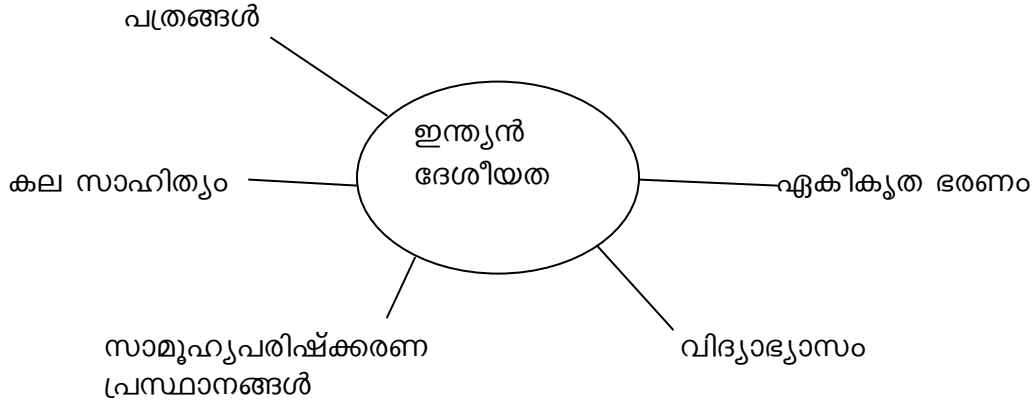 പത്രങ്ങൾ
ഇന്ത്യൻ
ദേശീയത
കല സാഹിത്യം
ഏകീകൃത ഭരണം
സാമൂഹ്യപരിഷ്ക്കരണ
പ്രസ്ഥാനങ്ങൾ
വിദ്യാഭ്യാസം